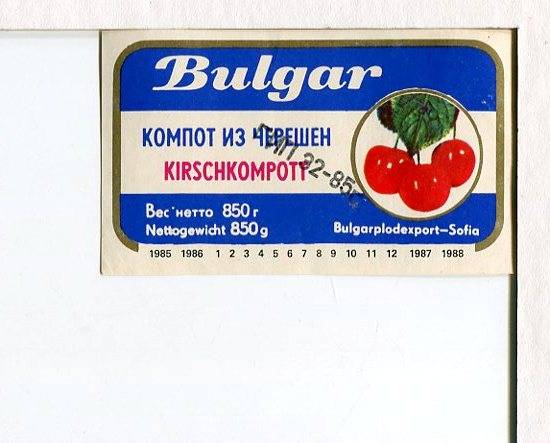 Bulgar
КОМПОТ ИЗ ЧЕРЕШЕН
KIRSCHKOMPOTT
Вес нетто 850 г
Nettogewicht 850 g
Bulgarplodexport–Sofia
1985 1986 1 2 3 4 5 6 7 8 9 10 11 12 1987 1988